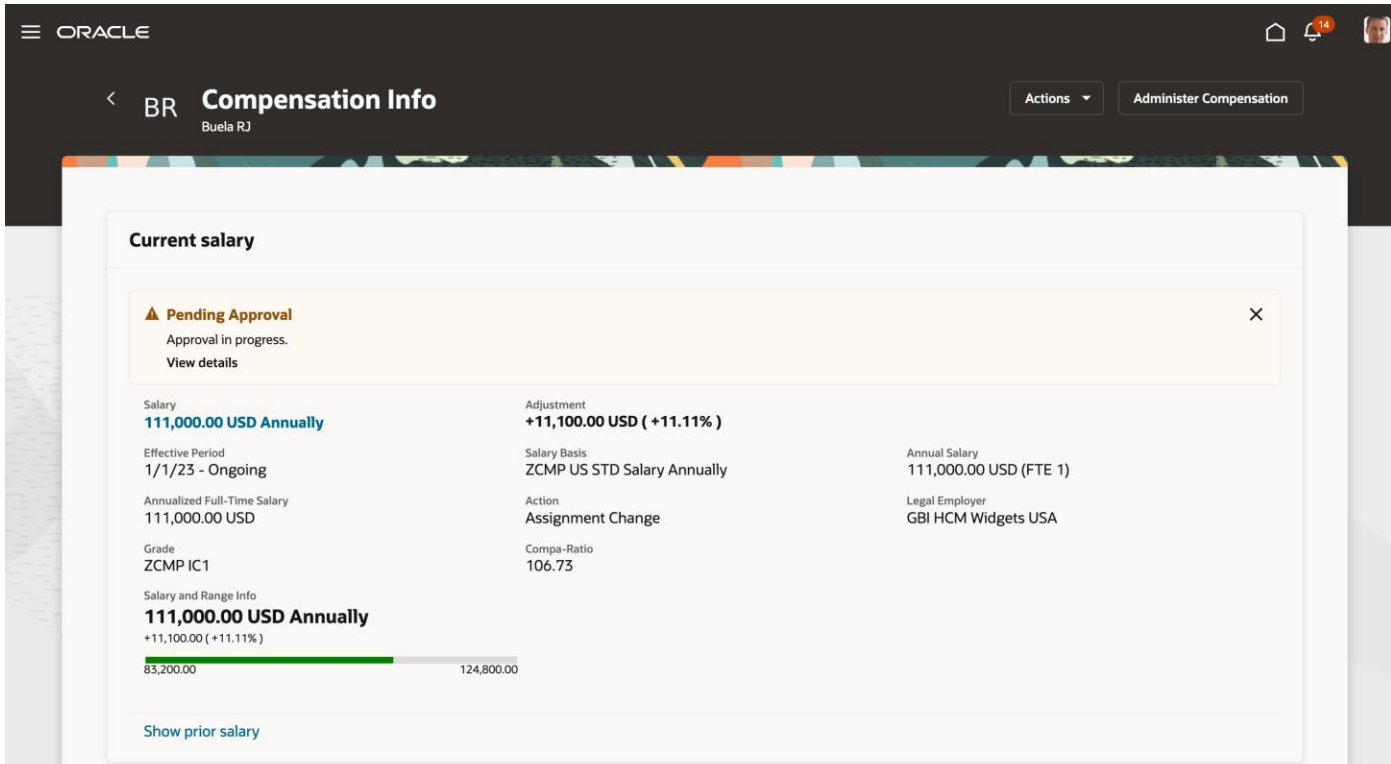 ORACLE
14
BR
Compensation Info
Buela RJ
Actions
Administer Compensation
Current salary
Pending Approval
Approval in progress.
View details
Salary
111,000.00 USD Annually
Adjustment
+11,100.00 USD ( +11.11% )
Effective Period
1/1/23 - Ongoing
Salary Basis
ZCMP US STD Salary Annually
Annual Salary
111,000.00 USD (FTE 1)
Annualized Full-Time Salary
111,000.00 USD
Action
Assignment Change
Legal Employer
GBI HCM Widgets USA
Grade
ZCMP IC1
Compa-Ratio
106.73
Salary and Range Info
111,000.00 USD Annually
+11,100.00 ( +11.11% )
83,200.00
124,800.00
Show prior salary